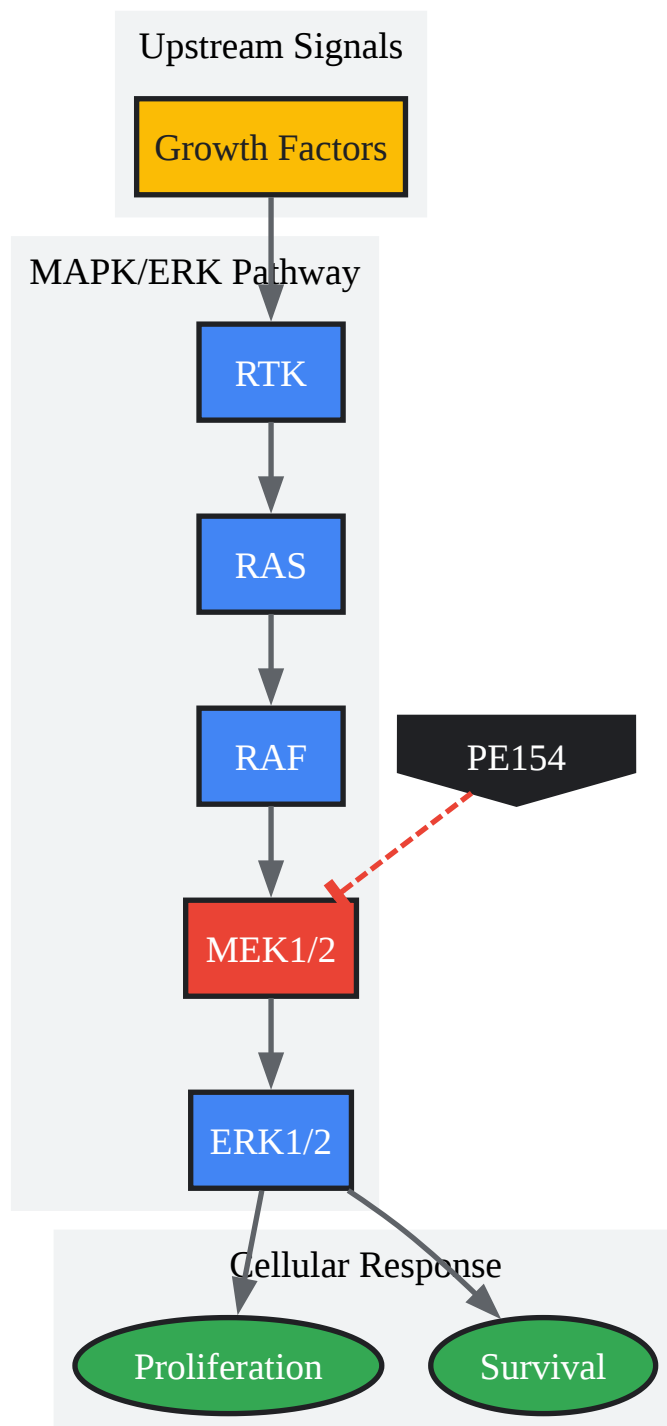 Upstream Signals
Growth Factors
MAPK/ERK Pathway
RTK
RAS
RAF
PE154
MEK1/2
ERK1/2
Cellular Response
Proliferation
Survival